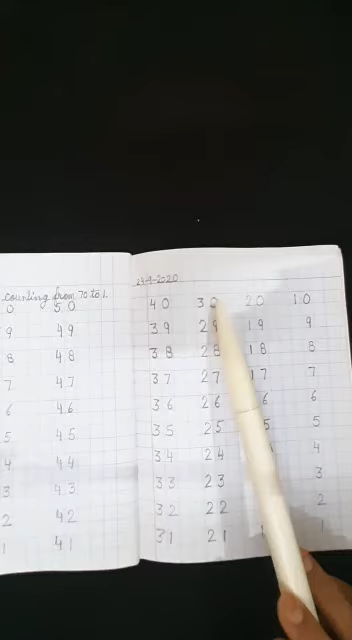 counting from 70 to 1.
0 50
9 49
8 48
7 47
6 46
5 45
4 44
3 43
2 42
1 41
24-9-2020
40 30 20 10
39 29 19 9
38 28 18 8
37 27 17 7
36 26 6 6
35 25 5 5
34 24 4
33 23 3
32 22 2
31 21 1